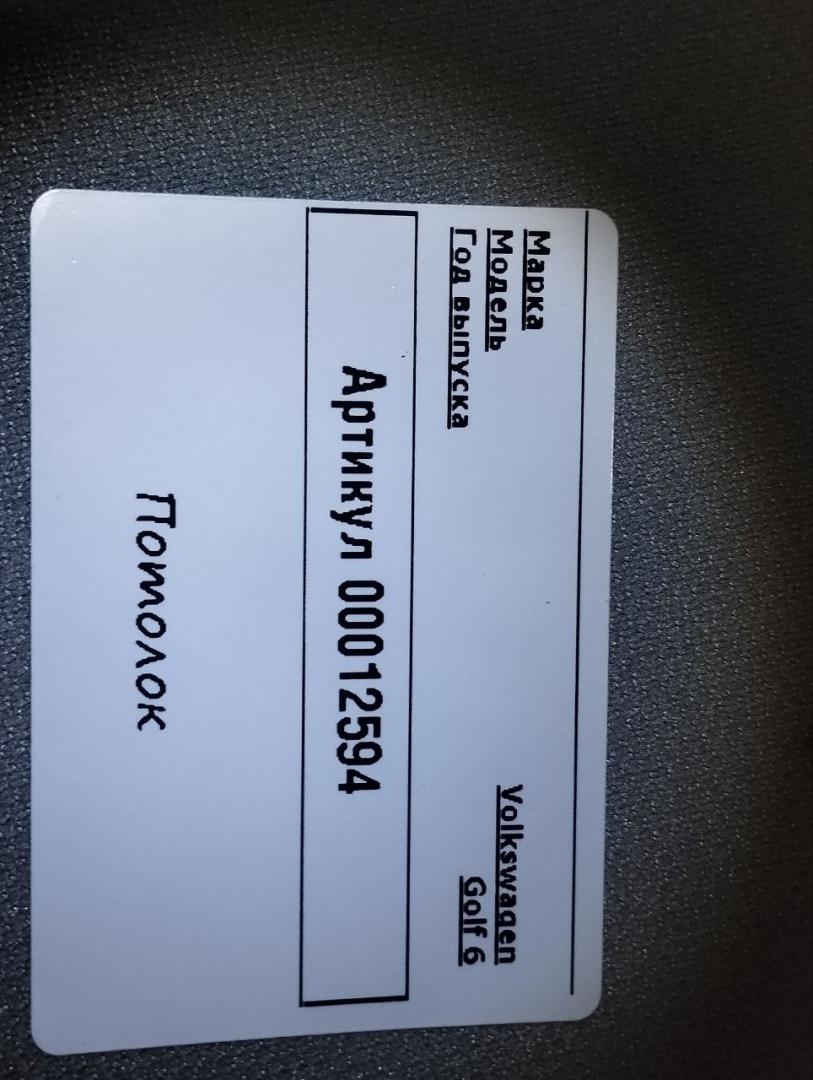 Марка Volkswagen
Модель Golf 6
Год выпуска
Артикул 00012594
Потолок